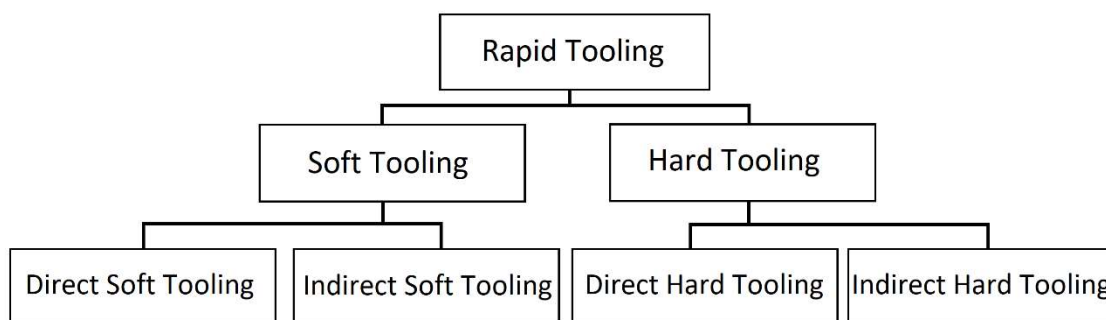 Rapid Tooling
Soft Tooling
Hard Tooling
Direct Soft Tooling
Indirect Soft Tooling
Direct Hard Tooling
Indirect Hard Tooling